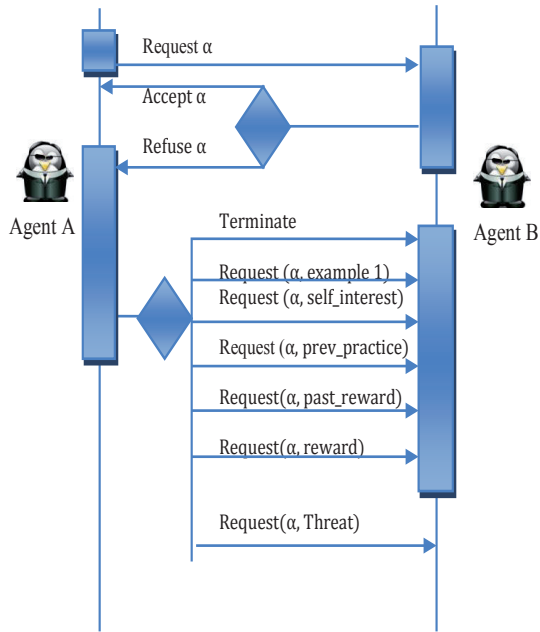 Request α
Accept α
Refuse α
Agent A
Agent B
Terminate
Request (α, example 1)
Request (α, self_interest)
Request (α, prev_practice)
Request(α, past_reward)
Request(α, reward)
Request(α, Threat)